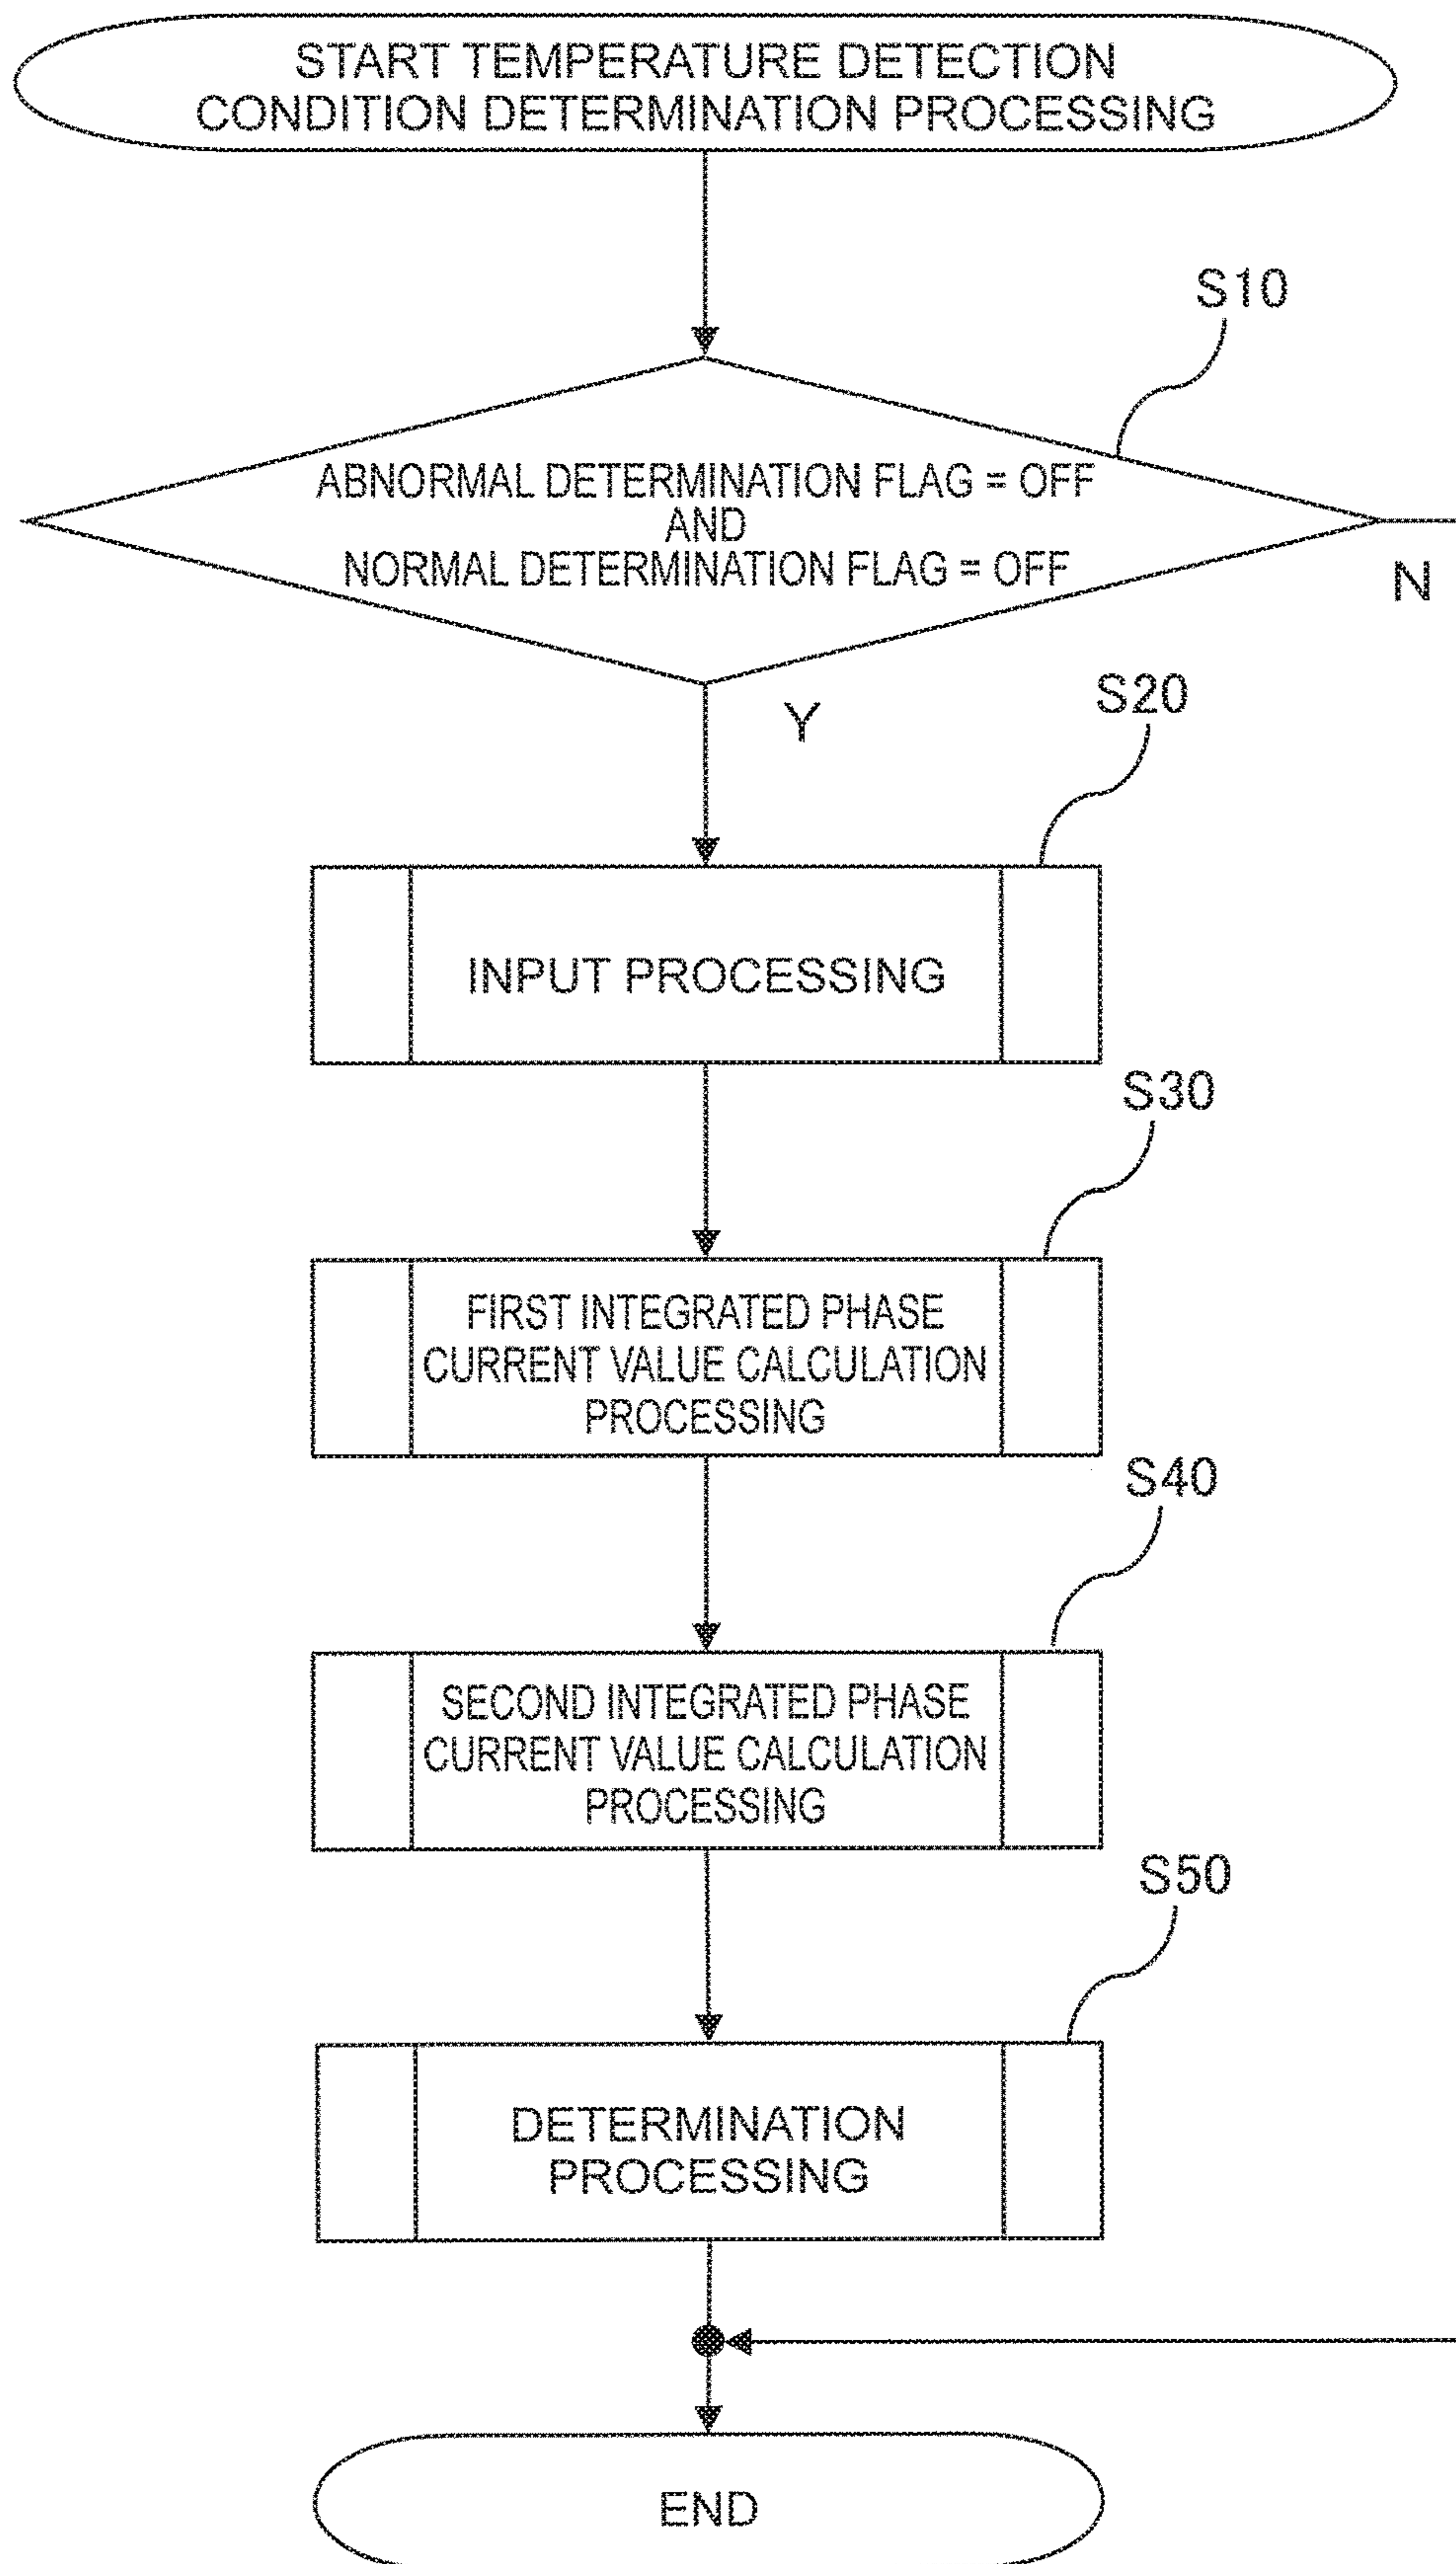 START TEMPERATURE DETECTION
CONDITION DETERMINATION PROCESSING
S10
ABNORMAL DETERMINATION FLAG = OFF
AND
NORMAL DETERMINATION FLAG = OFF
N
Y
S20
INPUT PROCESSING
S30
FIRST INTEGRATED PHASE
CURRENT VALUE CALCULATION
PROCESSING
S40
SECOND INTEGRATED PHASE
CURRENT VALUE CALCULATION
PROCESSING
S50
DETERMINATION
PROCESSING
END